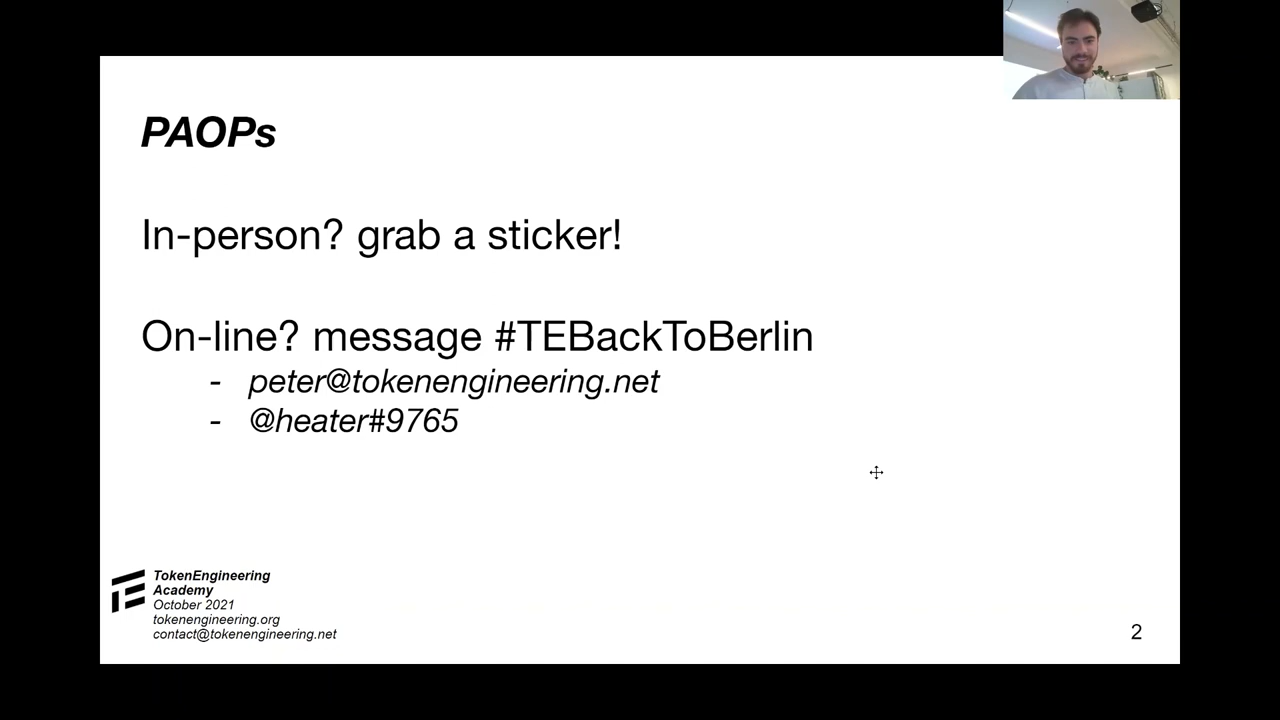 PAOPs
In-person? grab a sticker!
On-line? message #TEBackToBerlin
- peter@tokenengineering.net
- @heater#9765
TokenEngineering
Academy
October 2021
tokenengineering.org
contact@tokenengineering.net
2